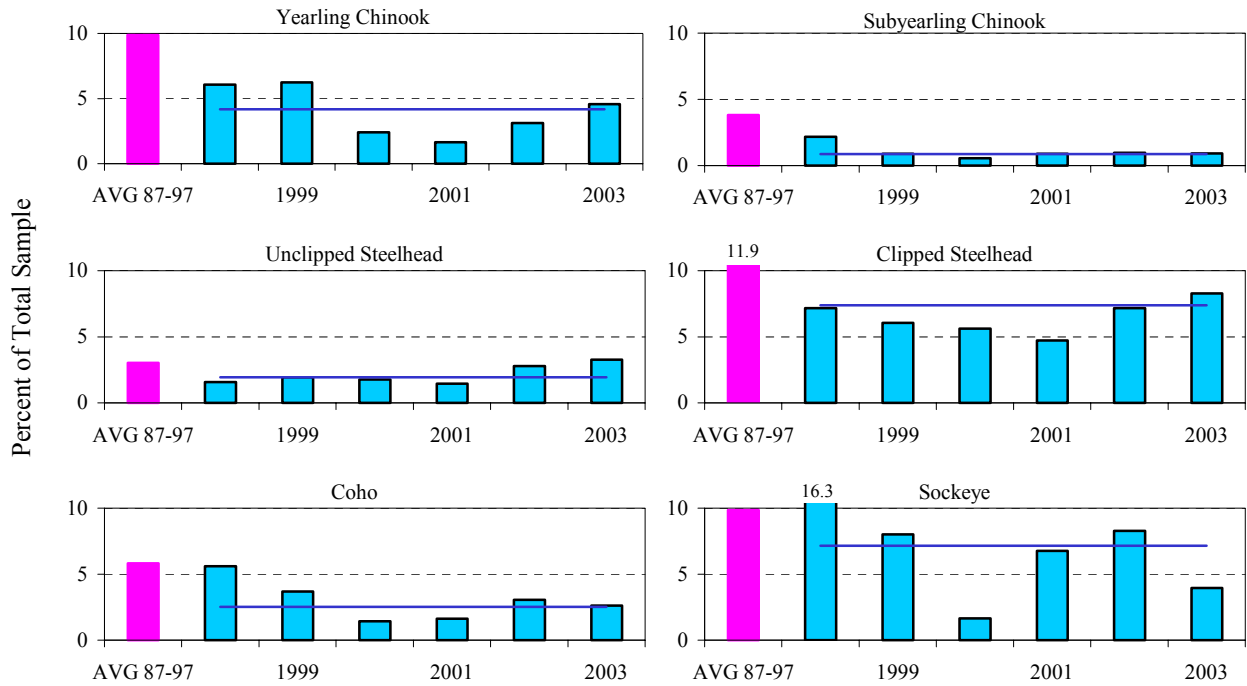 Percent of Total Sample
Yearling Chinook
10
5
0
AVG 87-97 1999 2001 2003
Subyearling Chinook
10
5
0
AVG 87-97 1999 2001 2003
Unclipped Steelhead
10
5
0
AVG 87-97 1999 2001 2003
Clipped Steelhead
11.9
10
5
0
AVG 87-97 1999 2001 2003
Coho
10
5
0
AVG 87-97 1999 2001 2003
Sockeye
16.3
10
5
0
AVG 87-97 1999 2001 2003